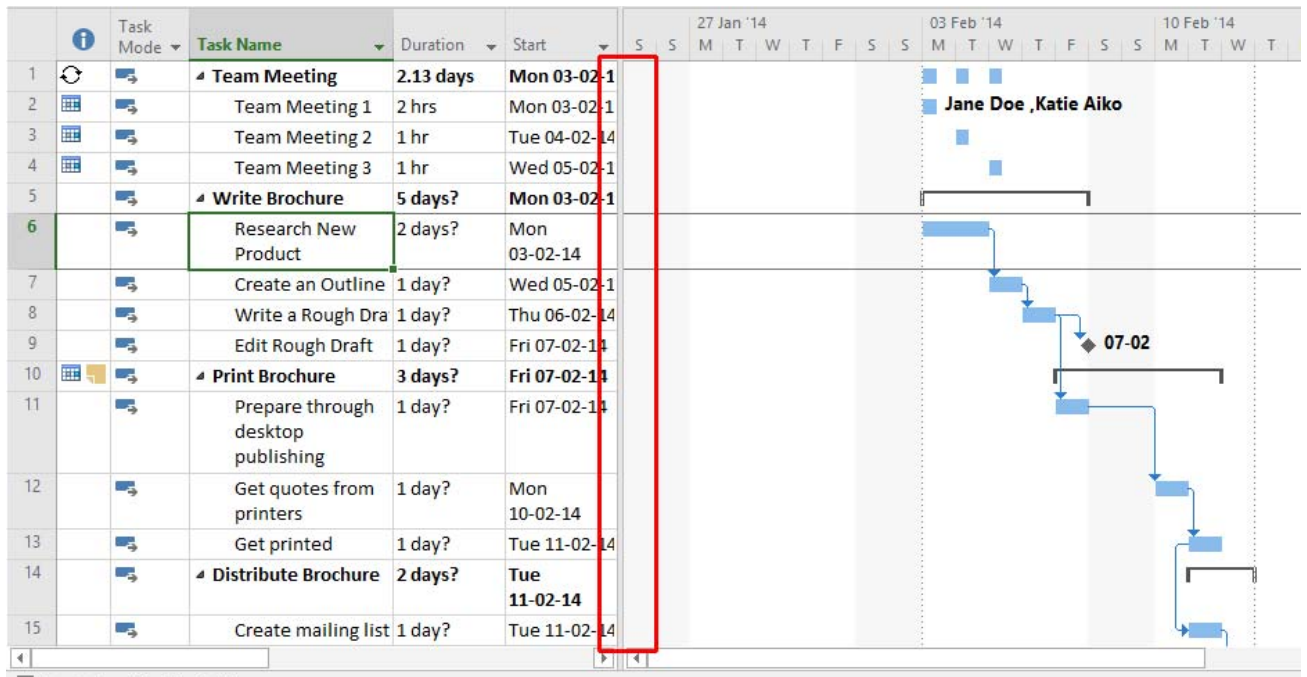 27 Jan '14 03 Feb '14 10 Feb '14
Task Mode Task Name Duration Start S S M T W T F S S M T W T F S S M T W T
1 Team Meeting 2.13 days Mon 03-02-1
2 Team Meeting 1 2 hrs Mon 03-02-1 Jane Doe ,Katie Aiko
3 Team Meeting 2 1 hr Tue 04-02-14
4 Team Meeting 3 1 hr Wed 05-02-1
5 Write Brochure 5 days? Mon 03-02-1
6 Research New Product 2 days? Mon 03-02-14
7 Create an Outline 1 day? Wed 05-02-1
8 Write a Rough Dra 1 day? Thu 06-02-14
9 Edit Rough Draft 1 day? Fri 07-02-14 07-02
10 Print Brochure 3 days? Fri 07-02-14
11 Prepare through desktop publishing 1 day? Fri 07-02-14
12 Get quotes from printers 1 day? Mon 10-02-14
13 Get printed 1 day? Tue 11-02-14
14 Distribute Brochure 2 days? Tue 11-02-14
15 Create mailing list 1 day? Tue 11-02-14